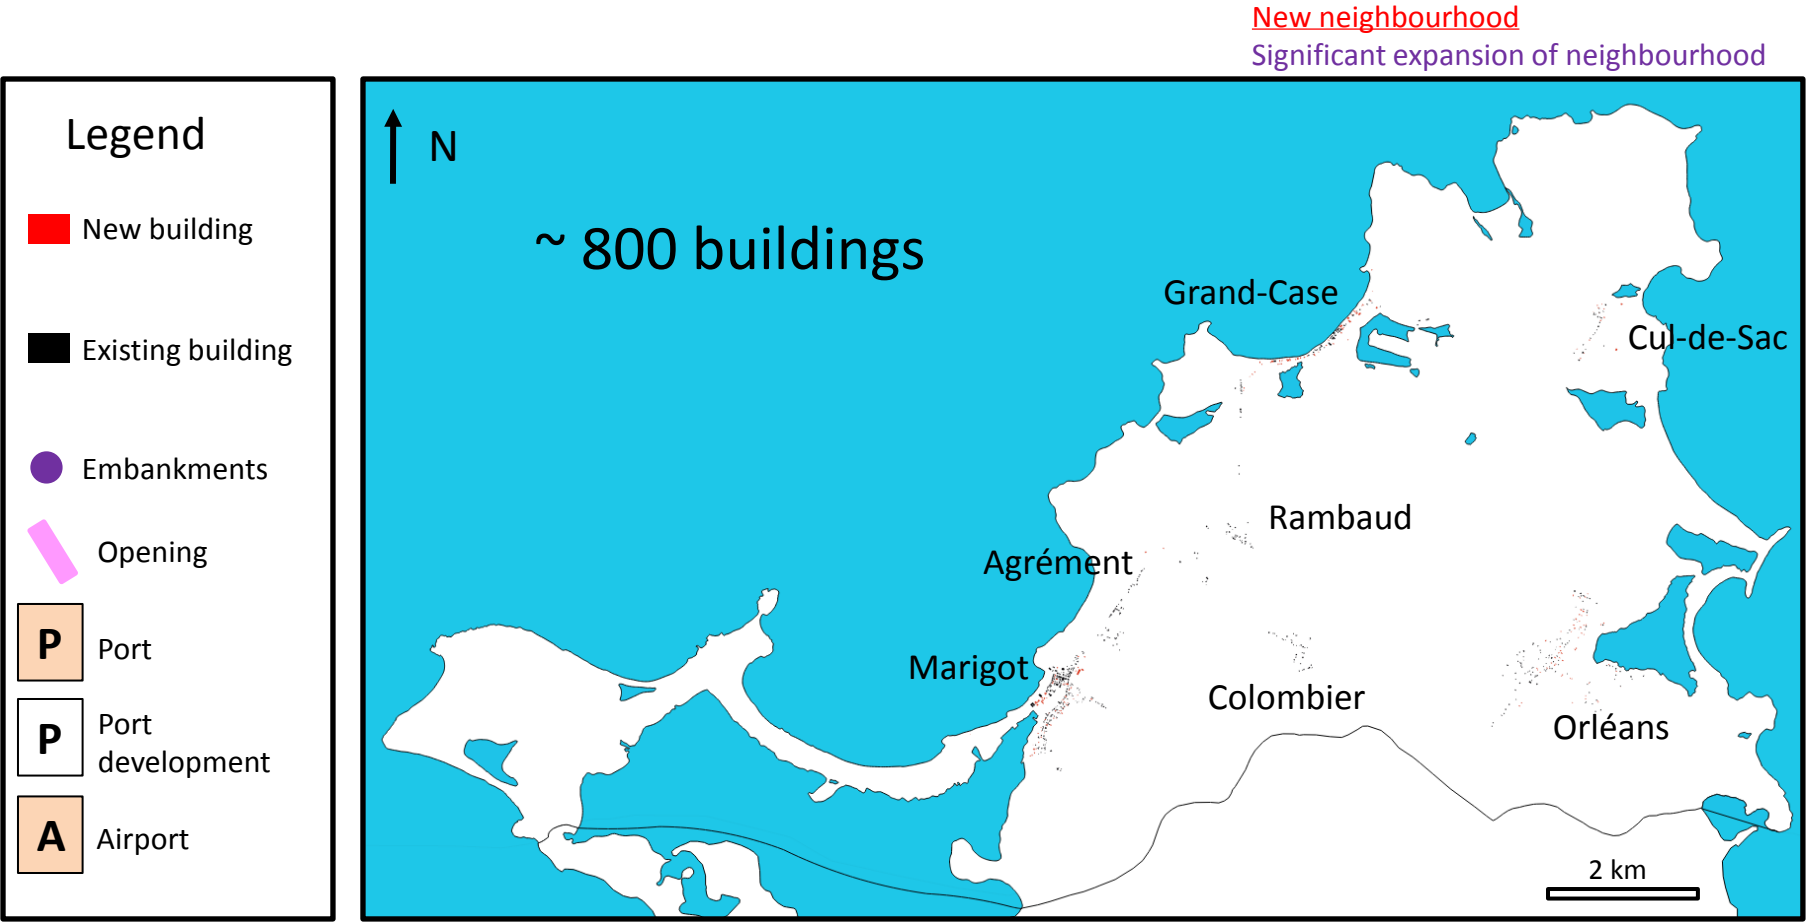 New neighbourhood
Significant expansion of neighbourhood
Legend
New building
Existing building
Embankments
Opening
P
Port
P
Port
development
A
Airport
N
~ 800 buildings
Grand-Case
Cul-de-Sac
Rambaud
Agrément
Marigot
Colombier
Orléans
2 km